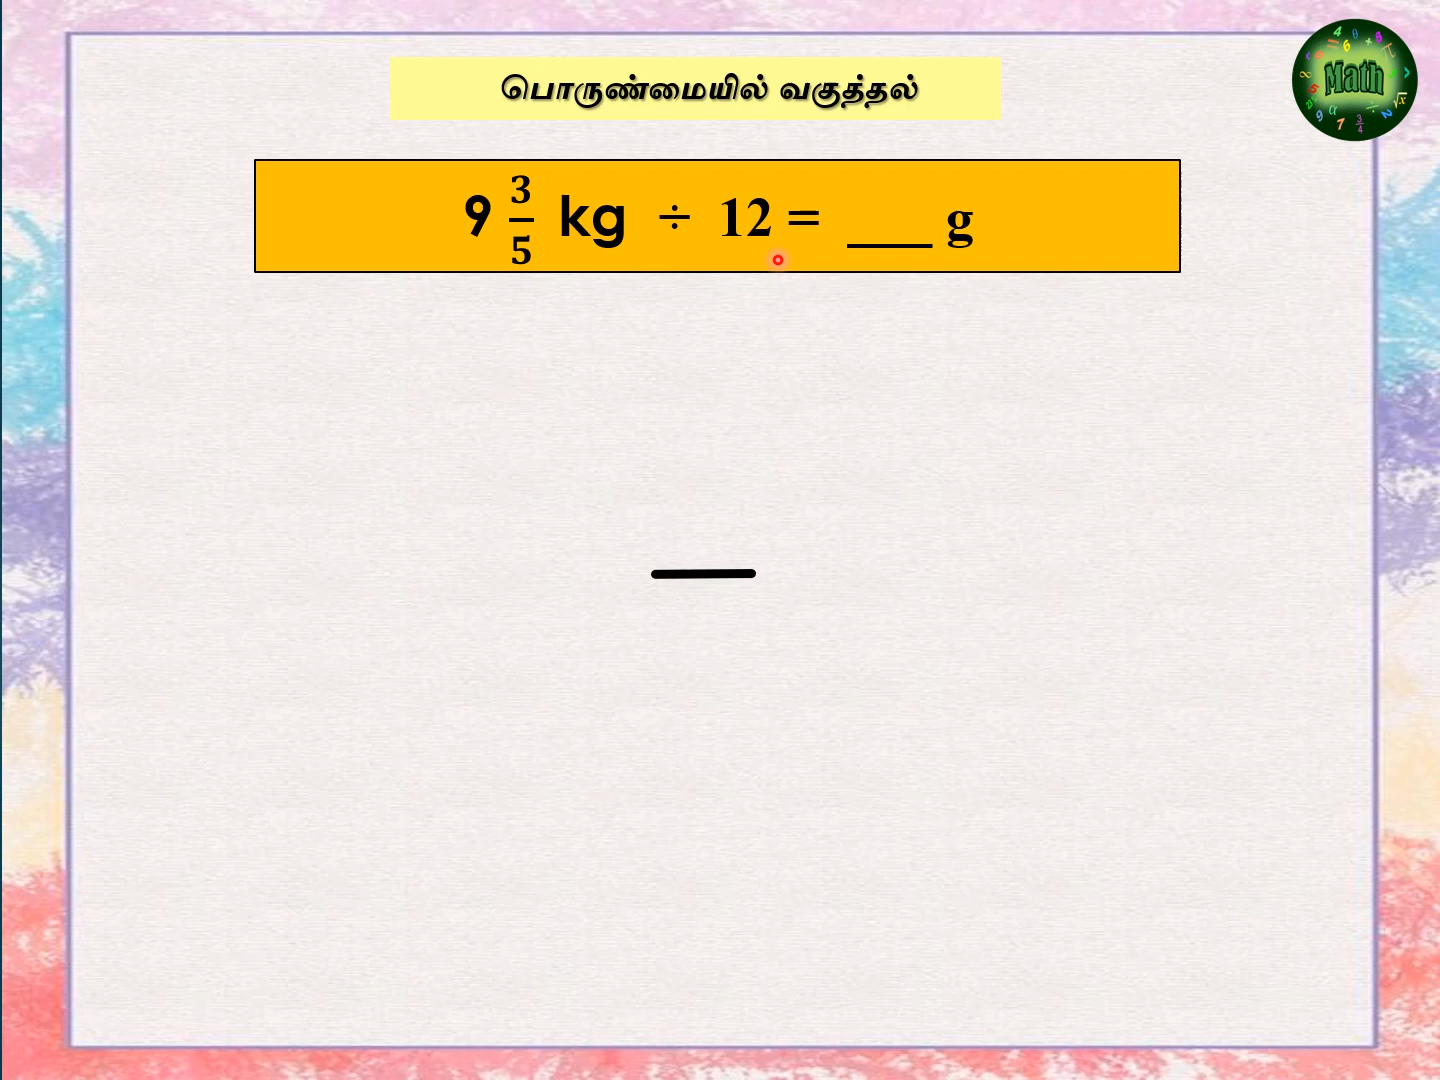 பொருண்மையில் வகுத்தல்
Math
9 3/5 kg ÷ 12 = ___ g